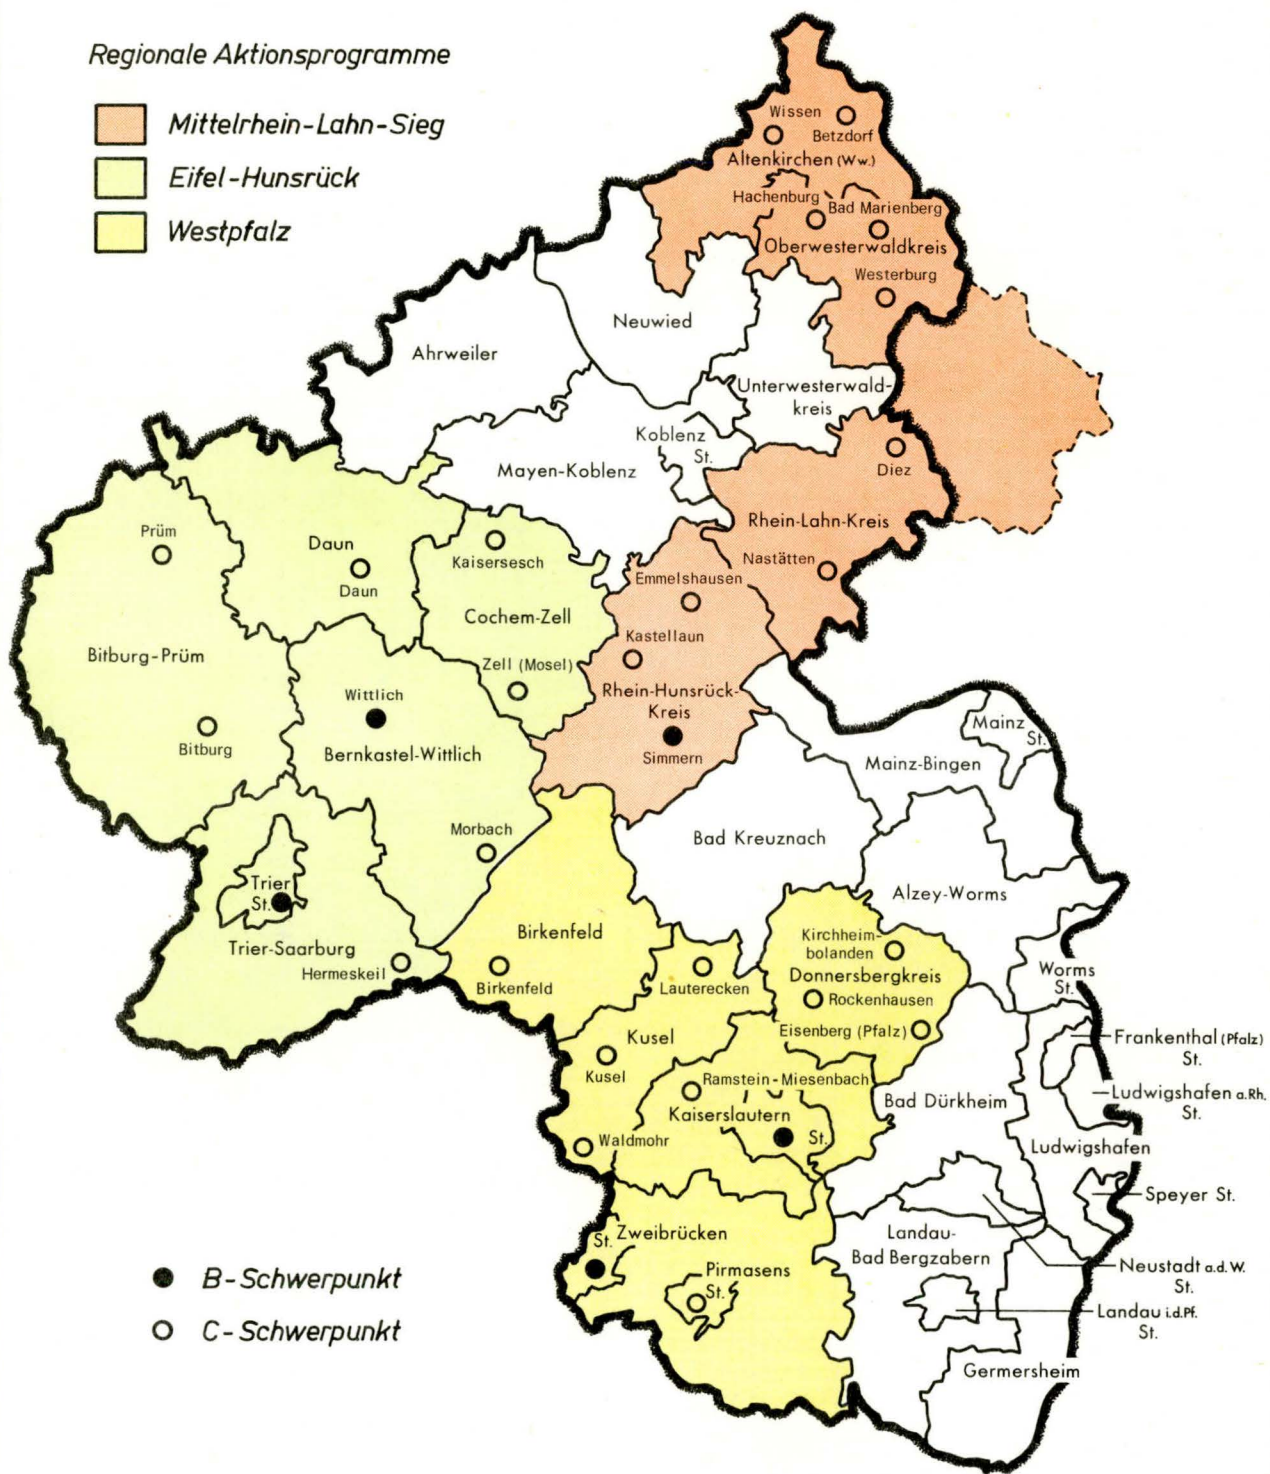 Regionale Aktionsprogramme
Mittelrhein-Lahn-Sieg
Eifel-Hunsrück
Westpfalz
Wissen
Betzdorf
Altenkirchen (Ww.)
Hachenburg
Bad Marienberg
Oberwesterwaldkreis
Westerburg
Neuwied
Ahrweiler
Unterwesterwald-
kreis
Koblenz
St.
Mayen-Koblenz
Diez
Rhein-Lahn-Kreis
Nastätten
Prüm
Daun
Daun
Kaisersesch
Emmelshausen
Cochem-Zell
Kastellaun
Bitburg-Prüm
Zell (Mosel)
Wittlich
Rhein-Hunsrück-
Kreis
Simmern
Bitburg
Bernkastel-Wittlich
Mainz
St.
Mainz-Bingen
Morbach
Bad Kreuznach
Trier
St.
Alzey-Worms
Trier-Saarburg
Hermeskeil
Birkenfeld
Birkenfeld
Kirchheim-
bolanden
Donnersbergkreis
Lauterecken
Rockenhausen
Worms
St.
Kusel
Eisenberg (Pfalz)
Frankenthal (Pfalz)
St.
Kusel
Ramstein-Miesenbach
Kaiserslautern
St.
Bad Dürkheim
Ludwigshafen a.Rh.
St.
Waldmohr
Ludwigshafen
Speyer St.
Zweibrücken
St.
Landau-
Bad Bergzabern
Pirmasens
St.
Neustadt a.d.W.
St.
Landau i.d.Pf.
St.
Germersheim
B-Schwerpunkt
C-Schwerpunkt